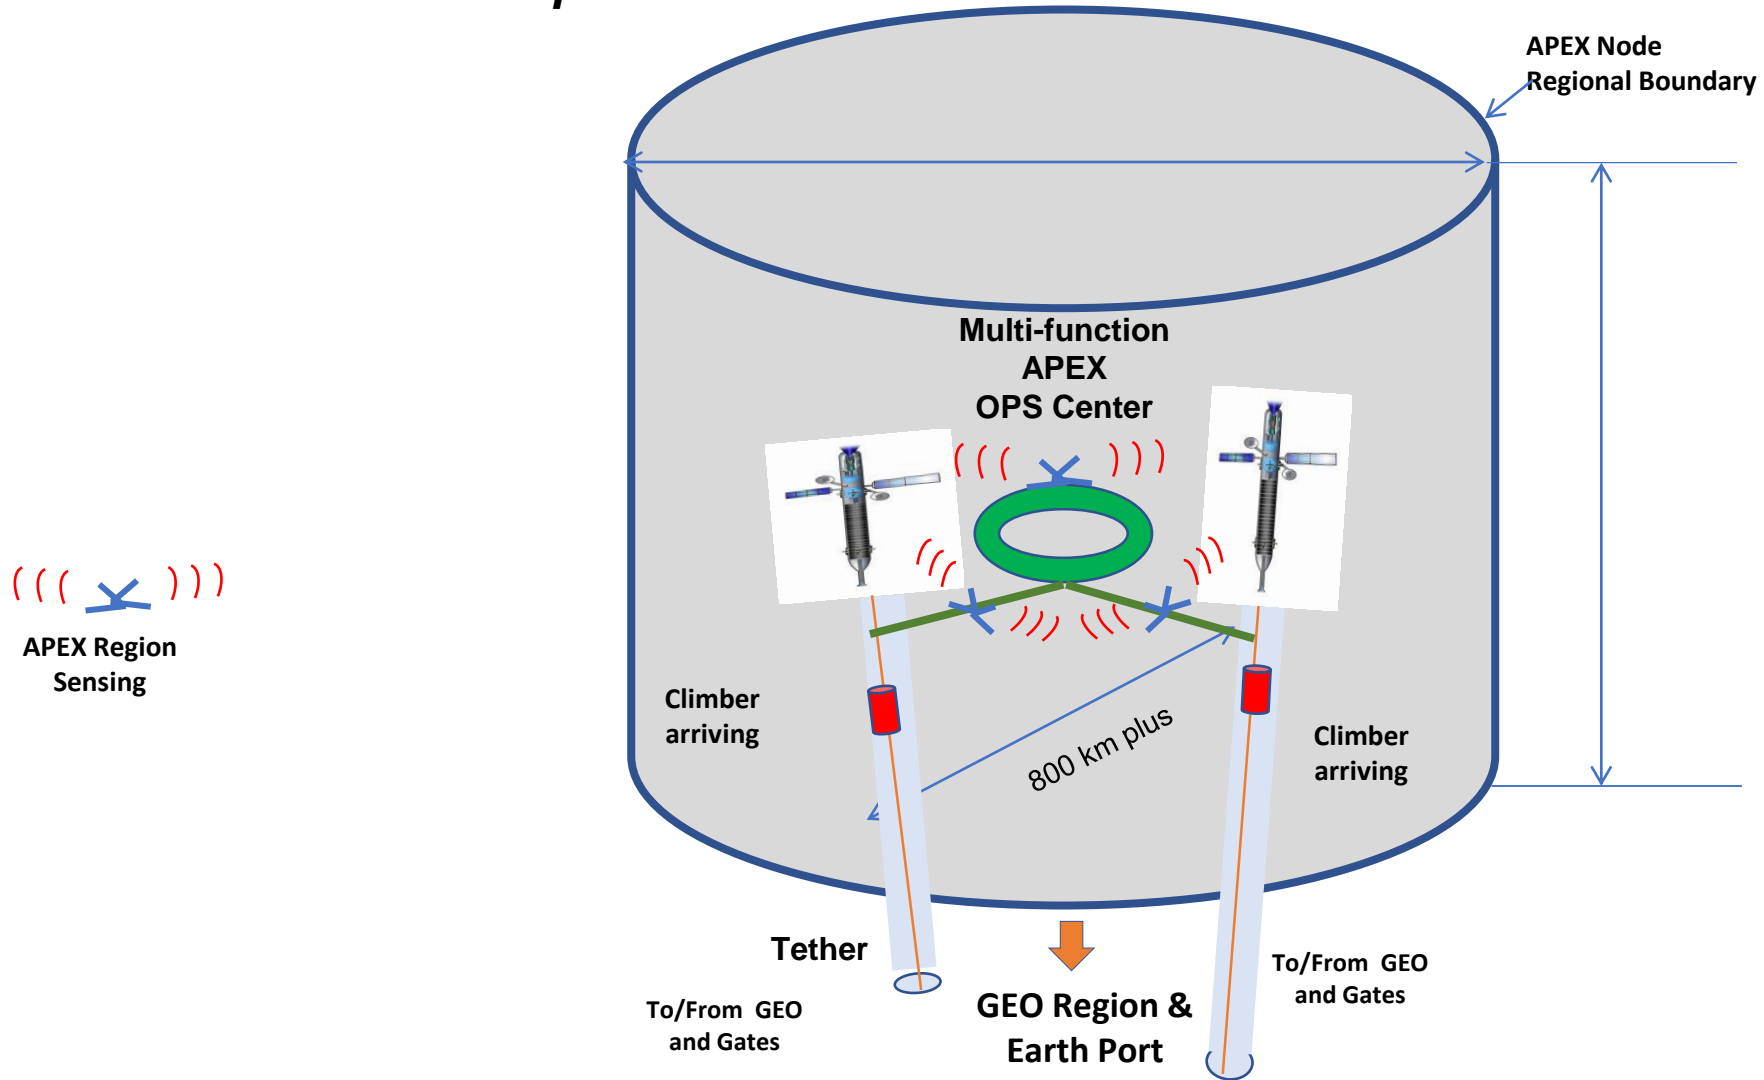 APEX Node
Regional Boundary
Multi-function
APEX
OPS Center
APEX Region
Sensing
Climber
arriving
800 km plus
Climber
arriving
Tether
To/From GEO
and Gates
GEO Region &
Earth Port
To/From GEO
and Gates